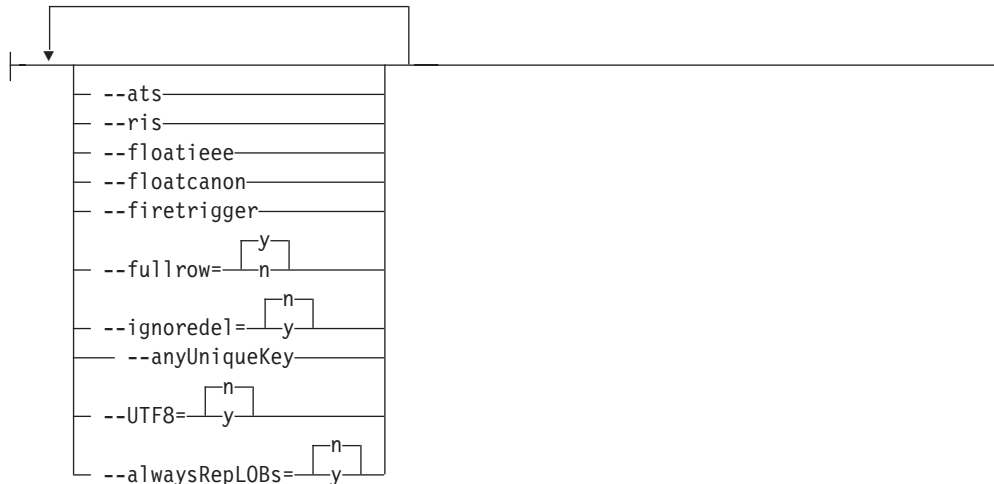 --ats
--ris
--floatieee
--floatcanon
--firetrigger
y
--fullrow= n
n
--ignoredel= y
--anyUniqueKey
n
--UTF8= y
n
--alwaysRepLOBs= y